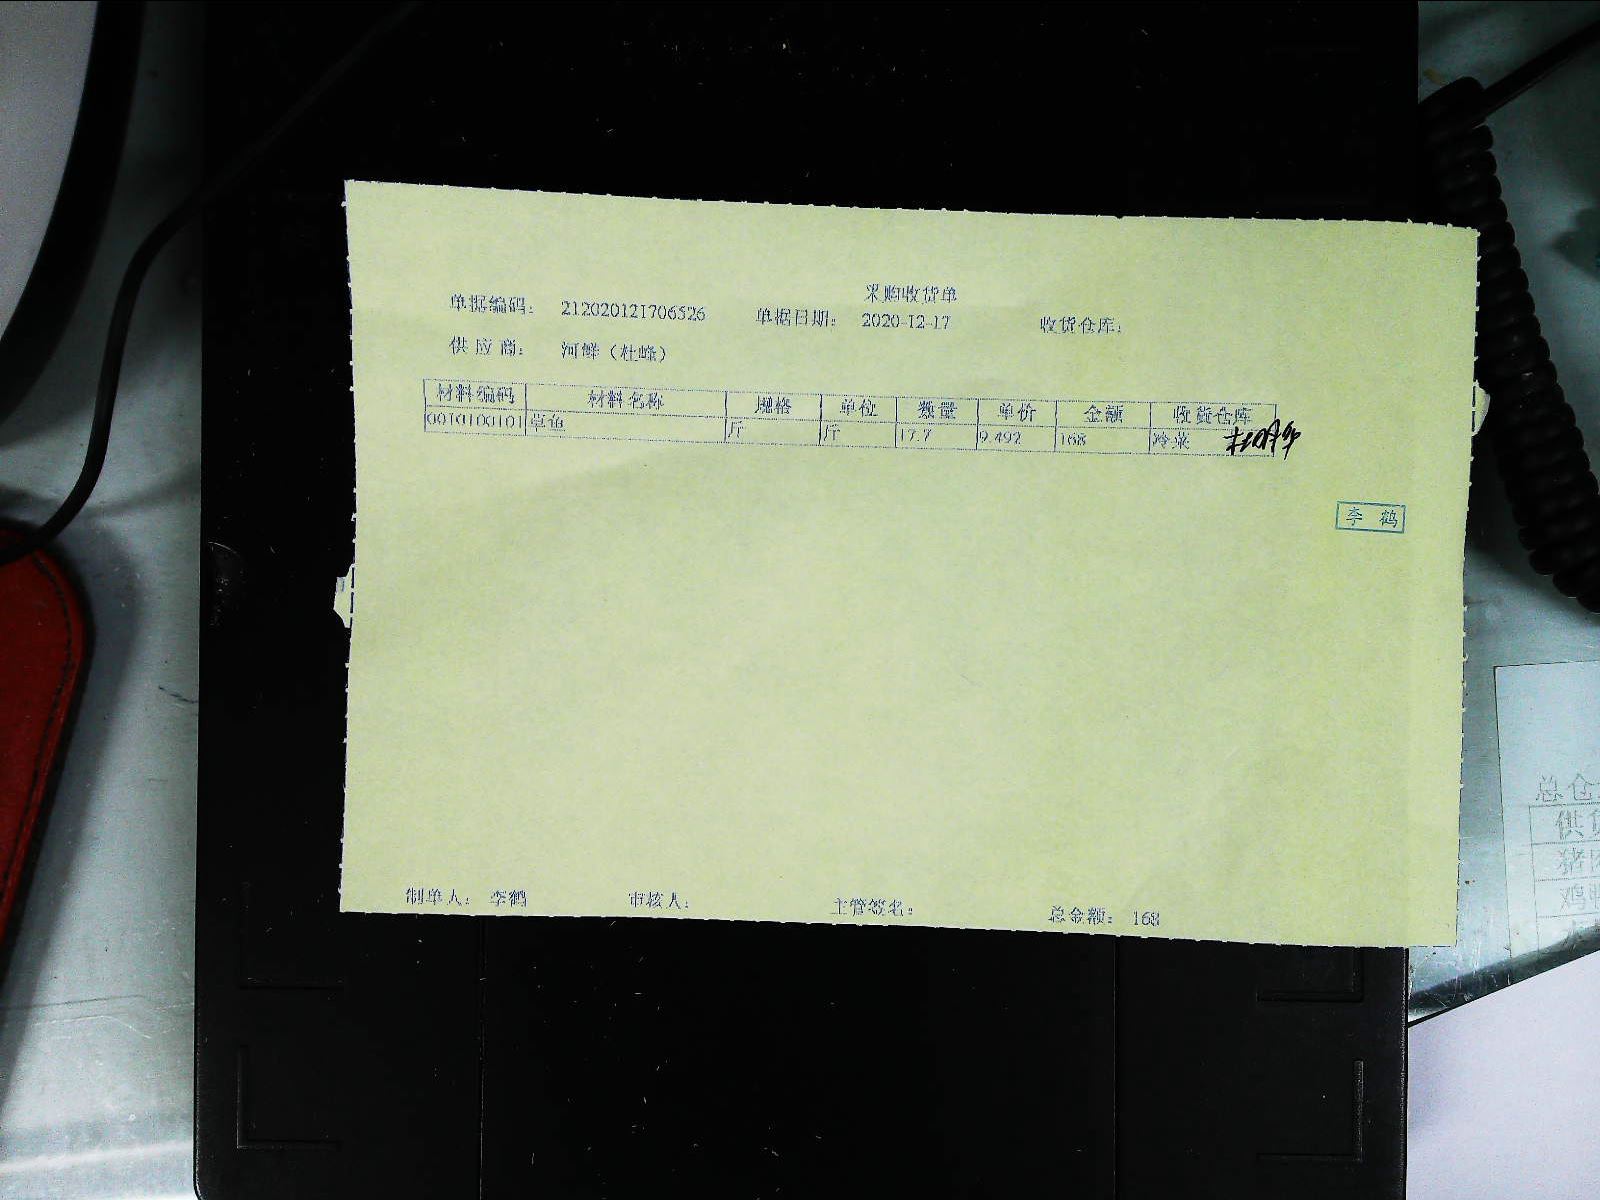 采购收货单
单据编码： 212020121706526 单据日期： 2020-12-17 收货仓库：
供应商： 河鲜（杜峰）
材料编码 材料名称 规格 单位 数量 单价 金额 收货仓库
0010100101 草鱼 斤 斤 17.7 9.492 168 冷菜
李 鹤
制单人： 李鹤 审核人： 主管签名： 总金额： 168
总仓
供货